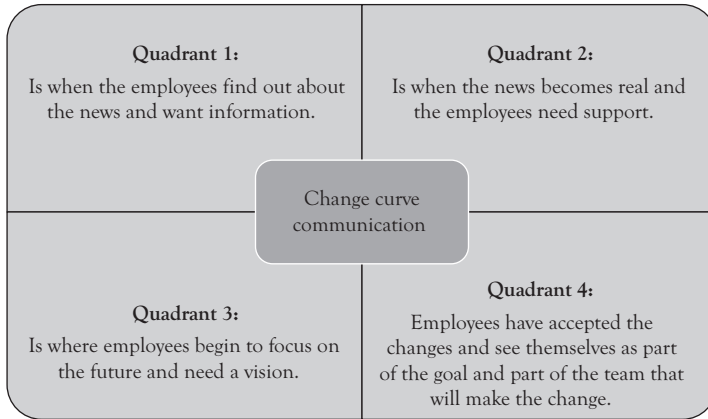 Quadrant 1:
Is when the employees find out about
the news and want information.
Quadrant 2:
Is when the news becomes real and
the employees need support.
Change curve
communication
Quadrant 3:
Is where employees begin to focus on
the future and need a vision.
Quadrant 4:
Employees have accepted the
changes and see themselves as part
of the goal and part of the team that
will make the change.